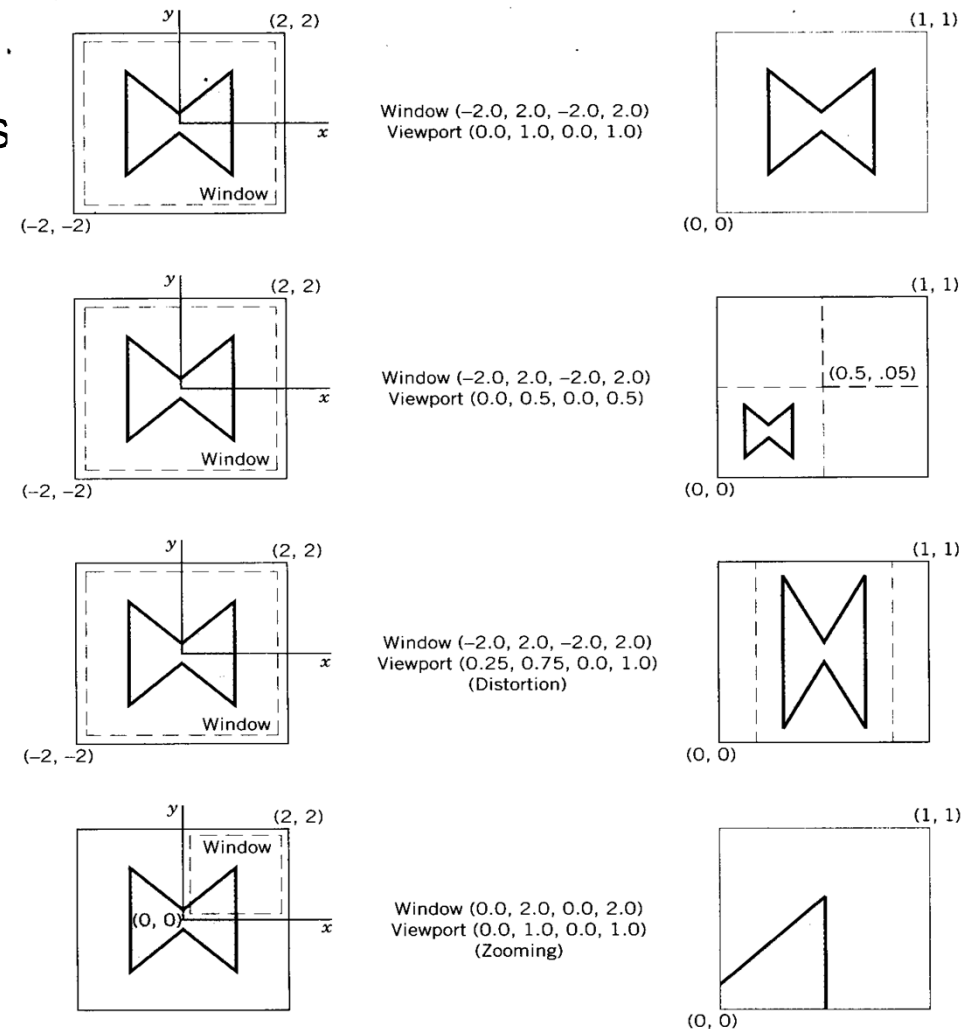 y
(2, 2)
x
Window
(–2, –2)
Window (–2.0, 2.0, –2.0, 2.0)
Viewport (0.0, 1.0, 0.0, 1.0)
(1, 1)
(0, 0)
s
y
(2, 2)
x
Window
(–2, –2)
Window (–2.0, 2.0, –2.0, 2.0)
Viewport (0.0, 0.5, 0.0, 0.5)
(1, 1)
(0.5, .05)
(0, 0)
y
(2, 2)
x
Window
(–2, –2)
Window (–2.0, 2.0, –2.0, 2.0)
Viewport (0.25, 0.75, 0.0, 1.0)
(Distortion)
(1, 1)
(0, 0)
y
(2, 2)
Window
(0, 0)
x
Window (0.0, 2.0, 0.0, 2.0)
Viewport (0.0, 1.0, 0.0, 1.0)
(Zooming)
(1, 1)
(0, 0)